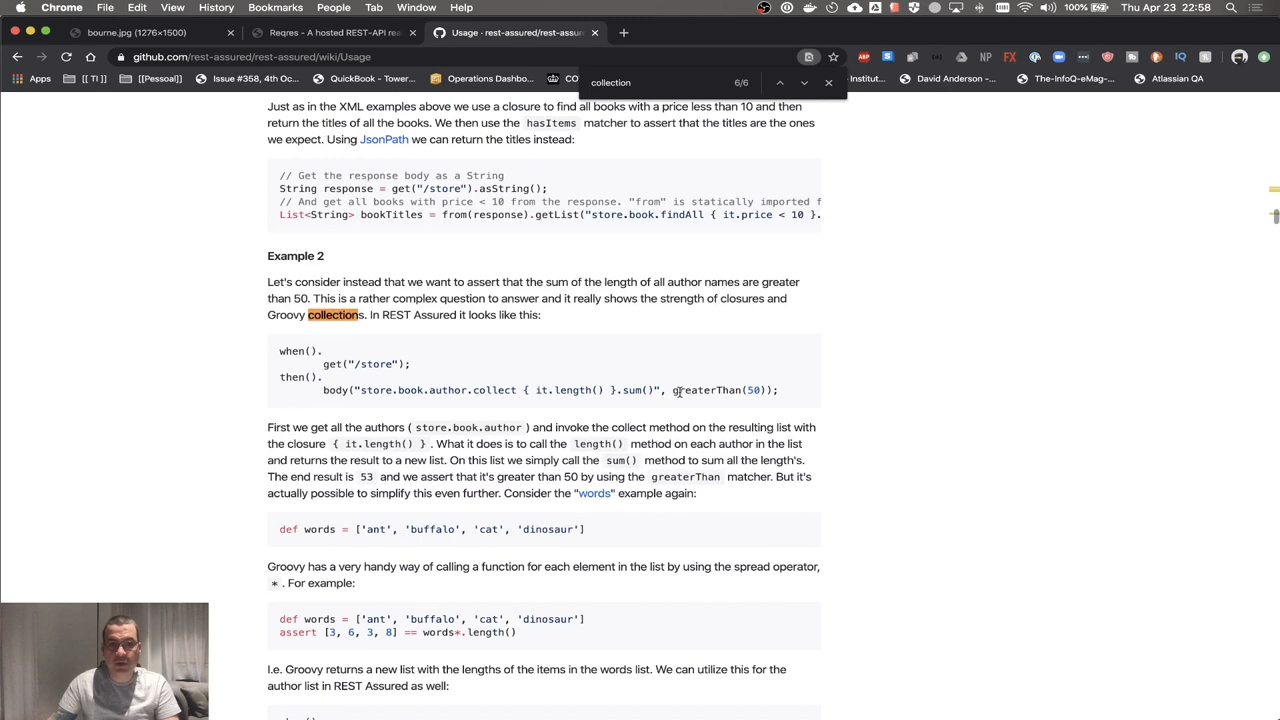 Chrome File Edit View History Bookmarks People Tab Window Help
100% Thu Apr 23 22:58
bourne.jpg (1276×1500)
Reqres - A hosted REST-API rea
Usage · rest-assured/rest-assur
github.com/rest-assured/rest-assured/wiki/Usage
Apps [[ TI ]] [[Pessoal]] Issue #358, 4th Oc... QuickBook - Tower... Operations Dashbo... CO
Institut... David Anderson -... The-InfoQ-eMag-... Atlassian QA
collection 6/6
Just as in the XML examples above we use a closure to find all books with a price less than 10 and then
return the titles of all the books. We then use the hasItems matcher to assert that the titles are the ones
we expect. Using JsonPath we can return the titles instead:
// Get the response body as a String
String response = get("/store").asString();
// And get all books with price < 10 from the response. "from" is statically imported f
List<String> bookTitles = from(response).getList("store.book.findAll { it.price < 10 }.
Example 2
Let's consider instead that we want to assert that the sum of the length of all author names are greater
than 50. This is a rather complex question to answer and it really shows the strength of closures and
Groovy collections. In REST Assured it looks like this:
when().
get("/store");
then().
body("store.book.author.collect { it.length() }.sum()", greaterThan(50));
First we get all the authors ( store.book.author ) and invoke the collect method on the resulting list with
the closure { it.length() } . What it does is to call the length() method on each author in the list
and returns the result to a new list. On this list we simply call the sum() method to sum all the length's.
The end result is 53 and we assert that it's greater than 50 by using the greaterThan matcher. But it's
actually possible to simplify this even further. Consider the "words" example again:
def words = ['ant', 'buffalo', 'cat', 'dinosaur']
Groovy has a very handy way of calling a function for each element in the list by using the spread operator,
* . For example:
def words = ['ant', 'buffalo', 'cat', 'dinosaur']
assert [3, 6, 3, 8] == words*.length()
I.e. Groovy returns a new list with the lengths of the items in the words list. We can utilize this for the
author list in REST Assured as well: